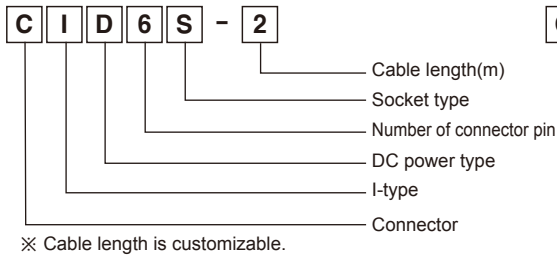 C I D 6 S - 2
Cable length(m)
Socket type
Number of connector pin
DC power type
I-type
Connector
※ Cable length is customizable.